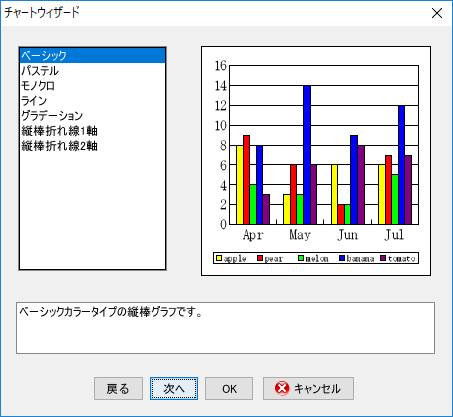 チャートウィザード
ベーシック
パステル
モノクロ
ライン
グラデーション
縦棒折れ線1軸
縦棒折れ線2軸
16
14
12
10
8
6
4
2
0
Apr May Jun Jul
apple pear melon banana tomato
ベーシックカラータイプの縦棒グラフです。
戻る 次へ OK キャンセル